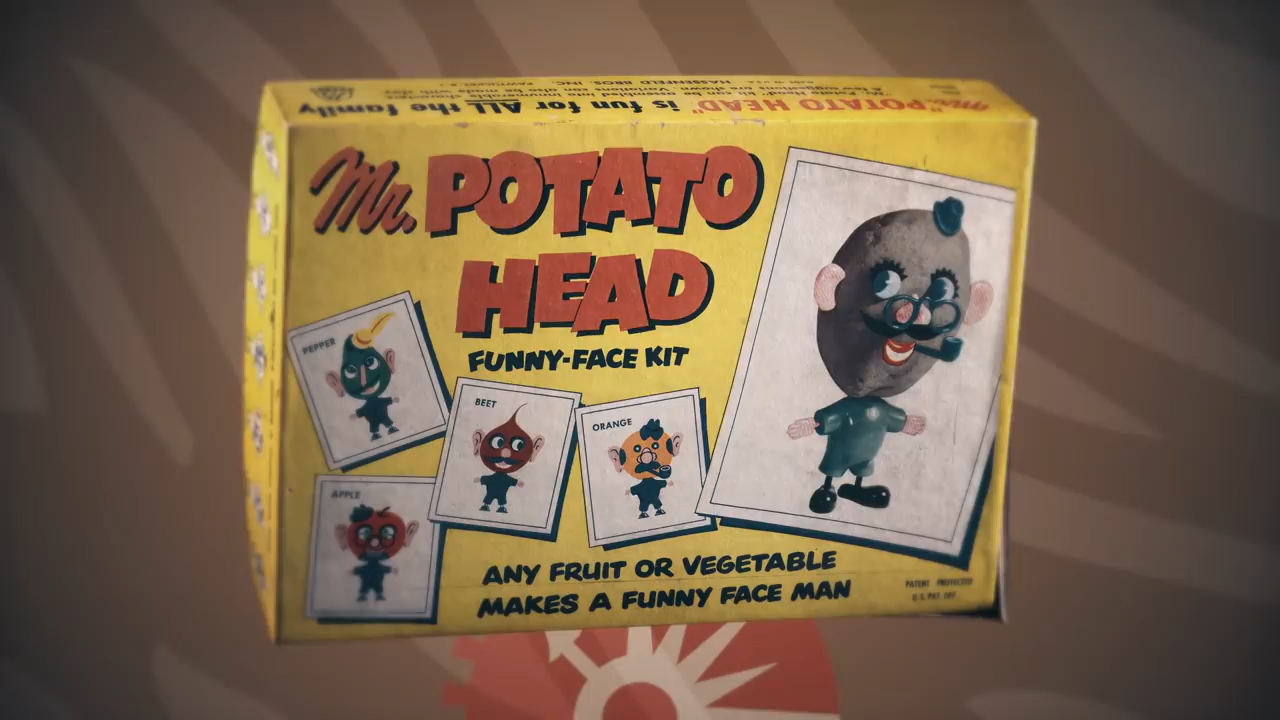 Mr. "POTATO HEAD" is fun for ALL the family
HASSENFELD BROS. INC.
Mr. POTATO
HEAD
FUNNY-FACE KIT
PEPPER
BEET
ORANGE
APPLE
ANY FRUIT OR VEGETABLE
MAKES A FUNNY FACE MAN
PATENT PROTECTED
U.S. PAT. OFF.